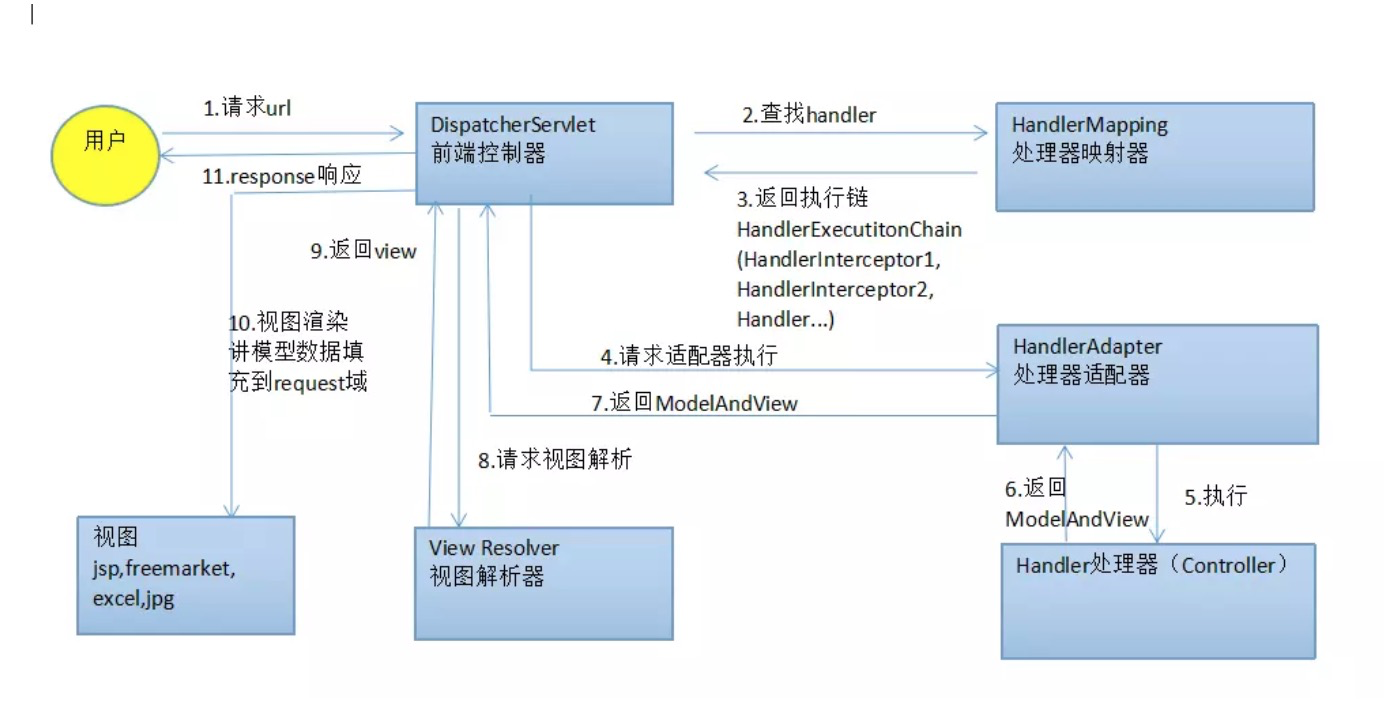 1.请求url
用户
DispatcherServlet
前端控制器
2.查找handler
HandlerMapping
处理器映射器
11.response响应
3.返回执行链
HandlerExecutitonChain
(HandlerInterceptor1,
HandlerInterceptor2,
Handler...)
9.返回view
10.视图渲染
讲模型数据填
充到request域
4.请求适配器执行
HandlerAdapter
处理器适配器
7.返回ModelAndView
8.请求视图解析
6.返回
ModelAndView
5.执行
视图
jsp,freemarket,
excel,jpg
View Resolver
视图解析器
Handler处理器（Controller）